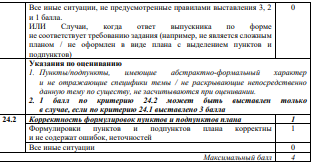 Все иные ситуации, не предусмотренные правилами выставления 3, 2 и 1 балла. 0
ИЛИ Случаи, когда ответ выпускника по форме
не соответствует требованию задания (например, не является сложным
планом / не оформлен в виде плана с выделением пунктов и
подпунктов)
Указания по оцениванию
1. Пункты/подпункты, имеющие абстрактно-формальный характер
и не отражающие специфики темы / не раскрывающие непосредственно
данную тему по существу, не засчитываются при оценивании.
2. 1 балл по критерию 24.2 может быть выставлен только
в случае, если по критерию 24.1 выставлено 3 балла
24.2 Корректность формулировок пунктов и подпунктов плана 1
Формулировки пунктов и подпунктов плана корректны 1
и не содержат ошибок, неточностей
Все иные ситуации 0
Максимальный балл 4